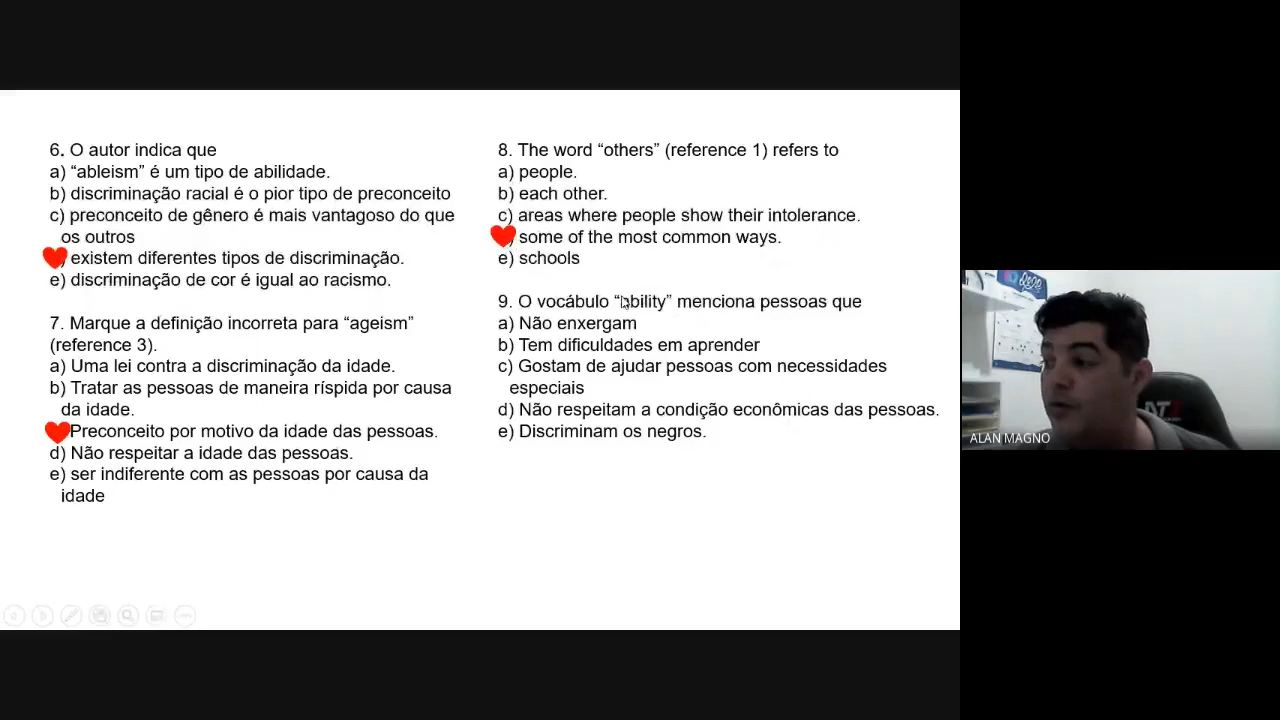 6. O autor indica que
a) “ableism” é um tipo de abilidade.
b) discriminação racial é o pior tipo de preconceito
c) preconceito de gênero é mais vantagoso do que
os outros
) existem diferentes tipos de discriminação.
e) discriminação de cor é igual ao racismo.
7. Marque a definição incorreta para “ageism”
(reference 3).
a) Uma lei contra a discriminação da idade.
b) Tratar as pessoas de maneira ríspida por causa
da idade.
Preconceito por motivo da idade das pessoas.
d) Não respeitar a idade das pessoas.
e) ser indiferente com as pessoas por causa da
idade
8. The word “others” (reference 1) refers to
a) people.
b) each other.
c) areas where people show their intolerance.
) some of the most common ways.
e) schools
9. O vocábulo “ability” menciona pessoas que
a) Não enxergam
b) Tem dificuldades em aprender
c) Gostam de ajudar pessoas com necessidades
especiais
d) Não respeitam a condição econômicas das pessoas.
e) Discriminam os negros.
ALAN MAGNO